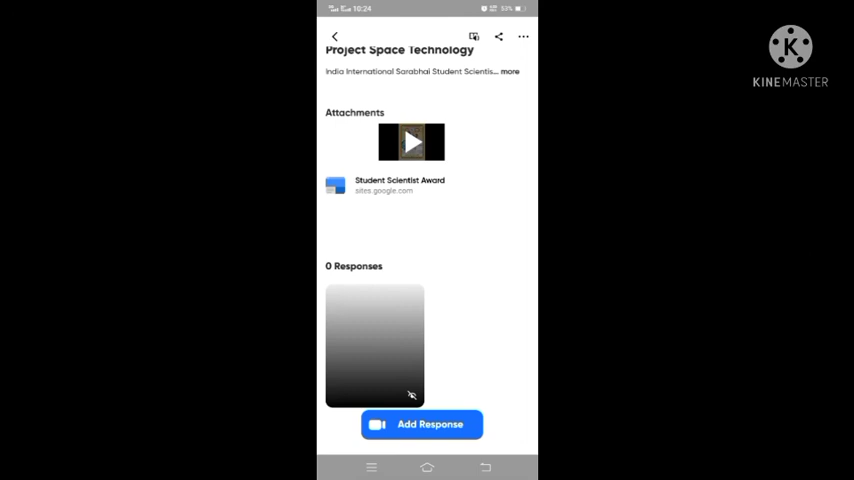 10:24
53%
KINEMASTER
Project Space Technology
India International Sarabhai Student Scientis... more
Attachments
Student Scientist Award
sites.google.com
0 Responses
Add Response